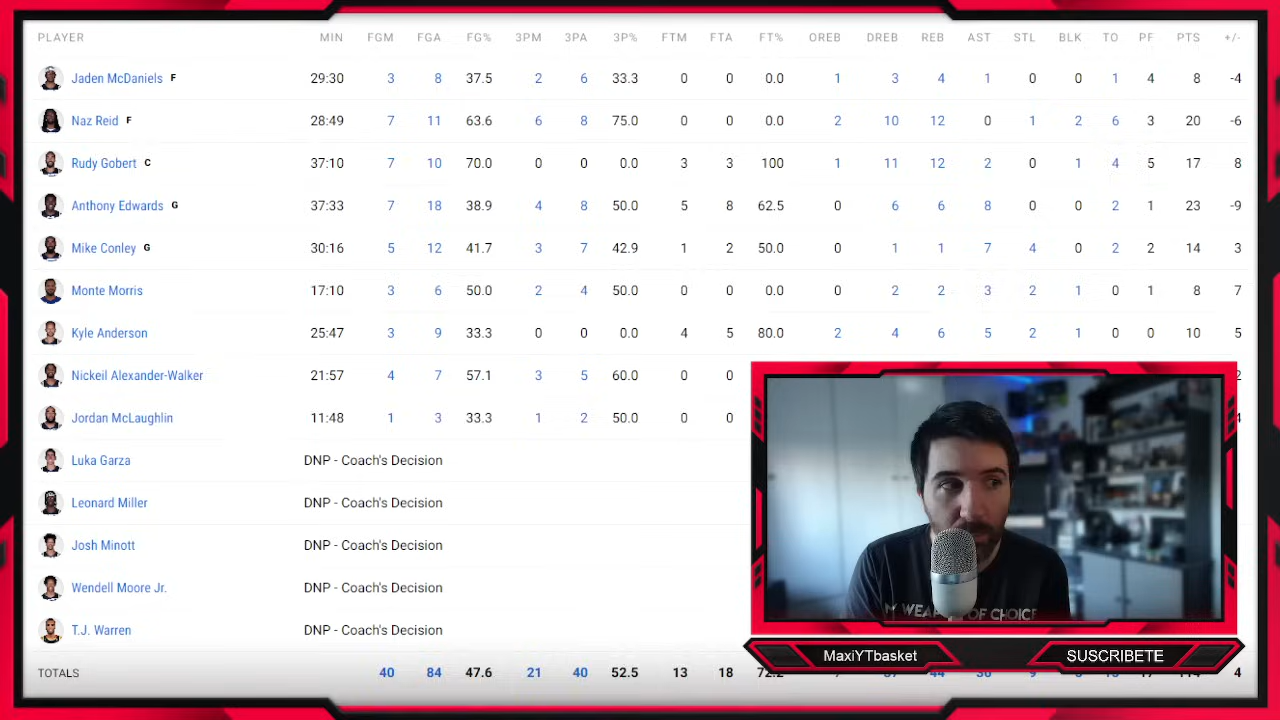 PLAYER MIN FGM FGA FG% 3PM 3PA 3P% FTM FTA FT% OREB DREB REB AST STL BLK TO PF PTS +/-
Jaden McDaniels F 29:30 3 8 37.5 2 6 33.3 0 0 0.0 1 3 4 1 0 0 1 4 8 -4
Naz Reid F 28:49 7 11 63.6 6 8 75.0 0 0 0.0 2 10 12 0 1 2 6 3 20 -6
Rudy Gobert C 37:10 7 10 70.0 0 0 0.0 3 3 100 1 11 12 2 0 1 4 5 17 8
Anthony Edwards G 37:33 7 18 38.9 4 8 50.0 5 8 62.5 0 6 6 8 0 0 2 1 23 -9
Mike Conley G 30:16 5 12 41.7 3 7 42.9 1 2 50.0 0 1 1 7 4 0 2 2 14 3
Monte Morris 17:10 3 6 50.0 2 4 50.0 0 0 0.0 0 2 2 3 2 1 0 1 8 7
Kyle Anderson 25:47 3 9 33.3 0 0 0.0 4 5 80.0 2 4 6 5 2 1 0 0 10 5
Nickeil Alexander-Walker 21:57 4 7 57.1 3 5 60.0 0 0
Jordan McLaughlin 11:48 1 3 33.3 1 2 50.0 0 0
Luka Garza DNP - Coach's Decision
Leonard Miller DNP - Coach's Decision
Josh Minott DNP - Coach's Decision
Wendell Moore Jr. DNP - Coach's Decision
T.J. Warren DNP - Coach's Decision
TOTALS 40 84 47.6 21 40 52.5 13 18 4
MY WEAPON OF CHOICE
MaxiYTbasket
SUSCRIBETE